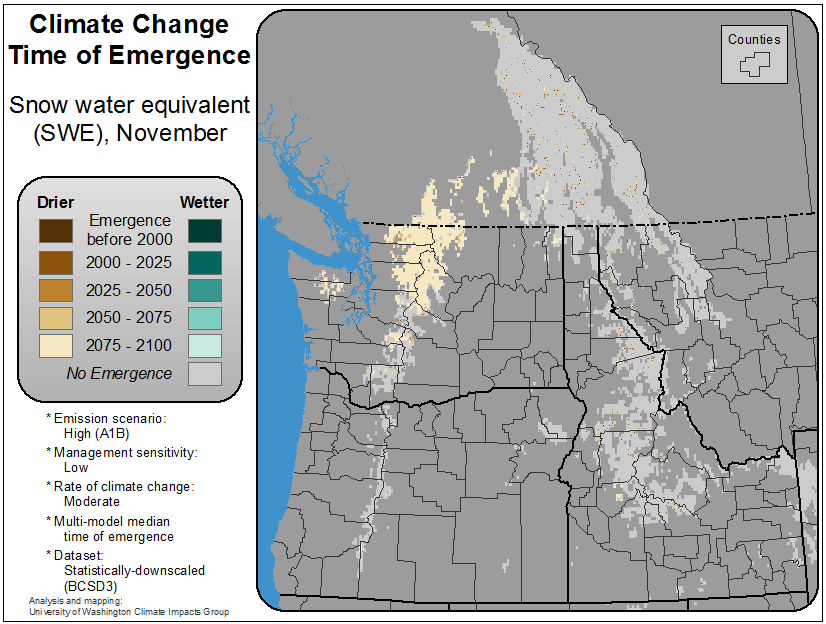 Climate Change
Time of Emergence
Snow water equivalent
(SWE), November
Counties
Drier
Wetter
Emergence
before 2000
2000 - 2025
2025 - 2050
2050 - 2075
2075 - 2100
No Emergence
* Emission scenario:
High (A1B)
* Management sensitivity:
Low
* Rate of climate change:
Moderate
* Multi-model median
time of emergence
* Dataset:
Statistically-downscaled
(BCSD3)
Analysis and mapping:
University of Washington Climate Impacts Group